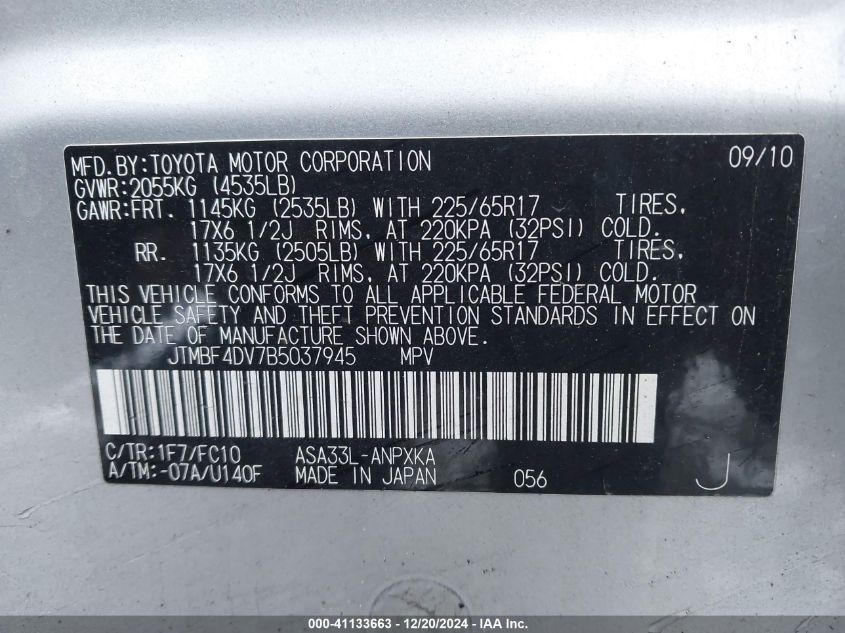 MFD.BY:TOYOTA MOTOR CORPORATION 09/10
GVWR:2055KG (4535LB)
GAWR:FRT. 1145KG (2535LB) WITH 225/65R17 TIRES,
17X6 1/2J RIMS, AT 220KPA (32PSI) COLD.
RR. 1135KG (2505LB) WITH 225/65R17 TIRES,
17X6 1/2J RIMS, AT 220KPA (32PSI) COLD.
THIS VEHICLE CONFORMS TO ALL APPLICABLE FEDERAL MOTOR
VEHICLE SAFETY AND THEFT PREVENTION STANDARDS IN EFFECT ON
THE DATE OF MANUFACTURE SHOWN ABOVE.
JTMBF4DV7B5037945 MPV
C/TR:1F7/FC10 ASA33L-ANPXKA
A/TM:-07A/U140F MADE IN JAPAN 056 J
000-41133663 - 12/20/2024 - IAA Inc.